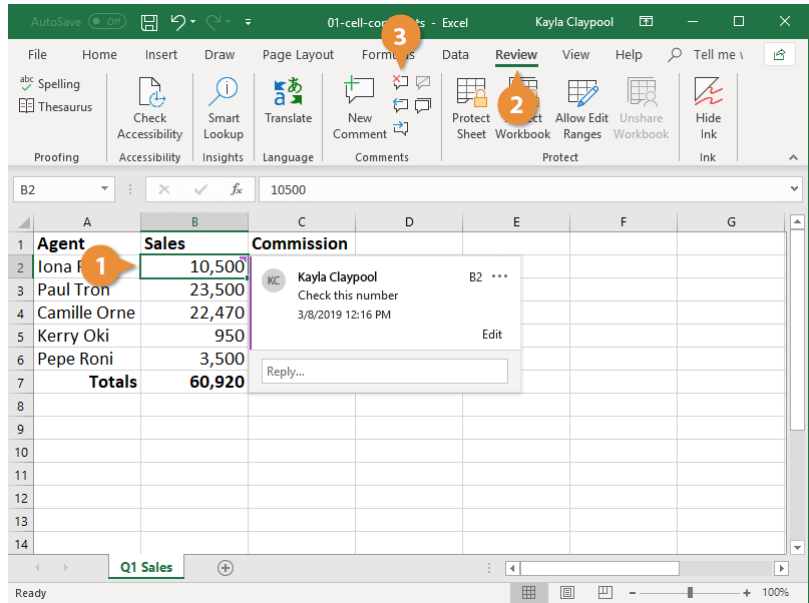 AutoSave Off 01-cell-com ts - Excel Kayla Claypool
File Home Insert Draw Page Layout Form as Data Review View Help Tell me
abc Spelling
Thesaurus
Check Accessibility
Smart Lookup
Translate
New Comment
Protect Sheet
Workbook
Allow Edit Ranges
Unshare Workbook
Hide Ink
Proofing Accessibility Insights Language Comments Protect Ink
3
2
B2 fx 10500
A B C D E F G
1 Agent Sales Commission
2 Iona 10,500
1
3 Paul Tron 23,500
4 Camille Orne 22,470
5 Kerry Oki 950
6 Pepe Roni 3,500
7 Totals 60,920
8
9
10
11
12
13
14
KC Kayla Claypool B2 ...
Check this number
3/8/2019 12:16 PM
Edit
Reply...
Q1 Sales
Ready 100%